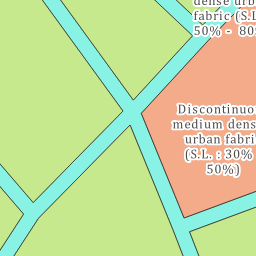 dense urb
fabric (S.L
50% - 80
Discontinuo
medium dens
urban fabri
(S.L. : 30%
50%)